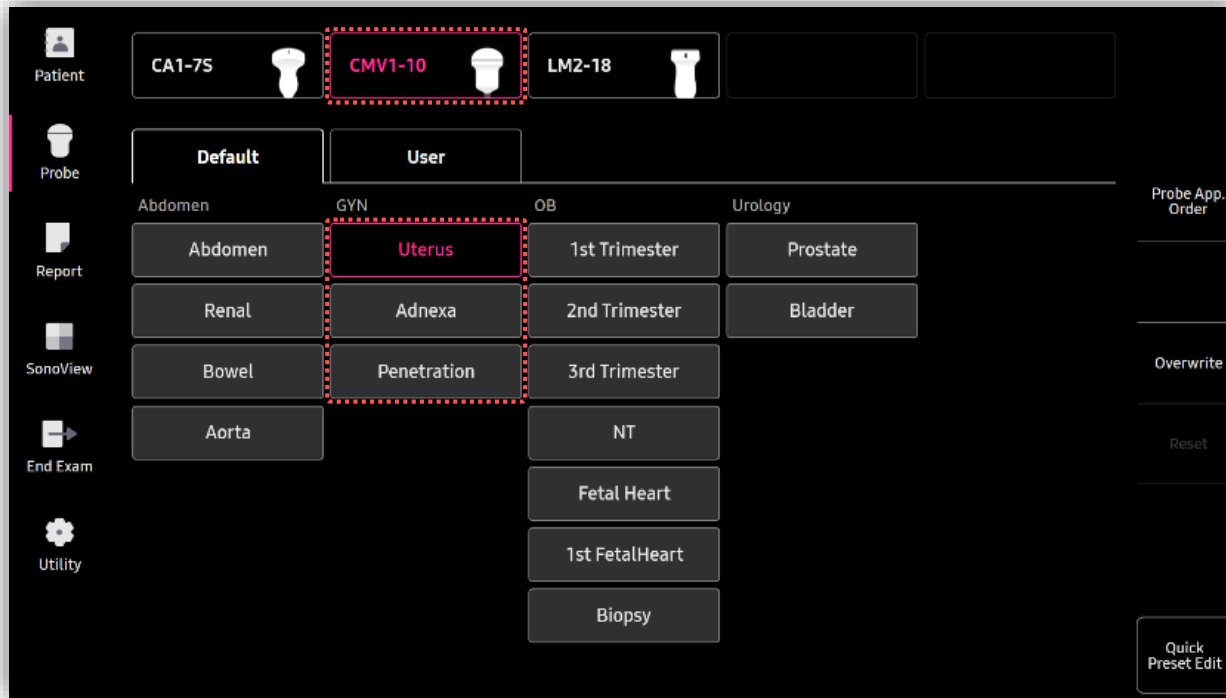 Patient
Probe
Report
SonoView
End Exam
Utility
CA1-7S
CMV1-10
LM2-18
Default
User
Abdomen
GYN
OB
Urology
Abdomen
Uterus
1st Trimester
Prostate
Renal
Adnexa
2nd Trimester
Bladder
Bowel
Penetration
3rd Trimester
Aorta
NT
Fetal Heart
1st FetalHeart
Biopsy
Probe App.
Order
Overwrite
Reset
Quick
Preset Edit